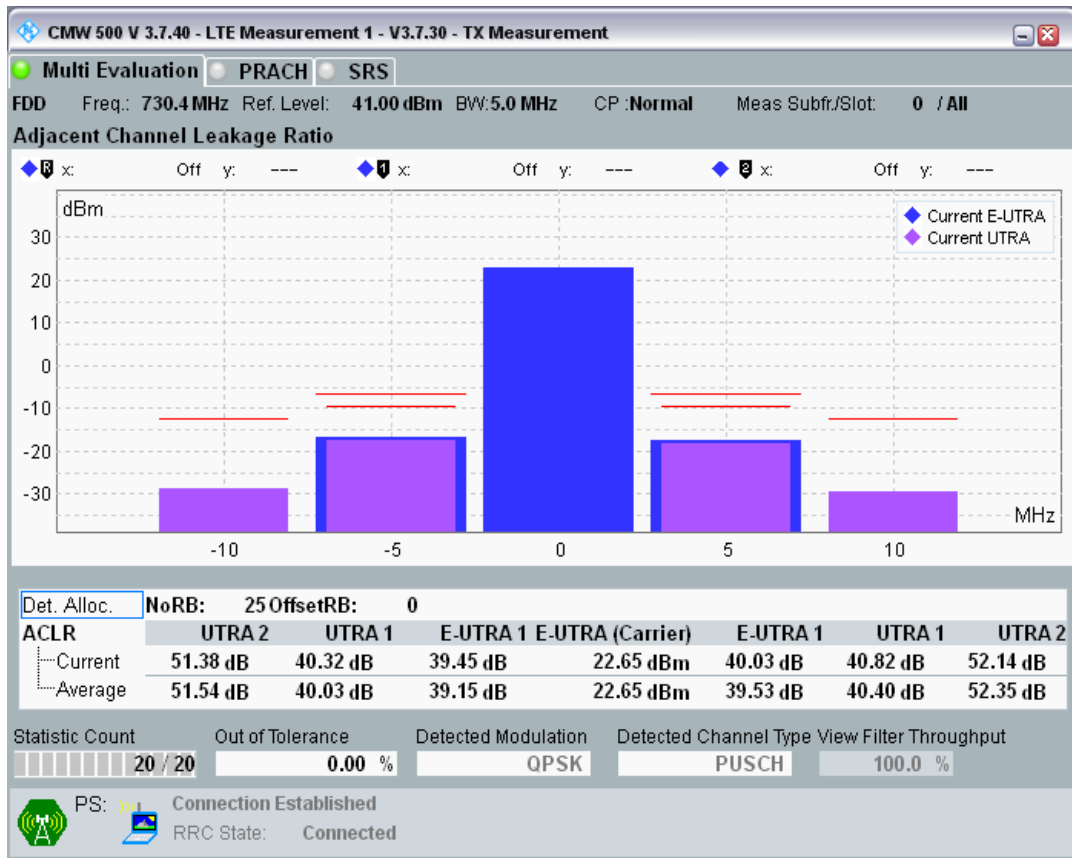 CMW 500 V 3.7.40 - LTE Measurement 1 - V3.7.30 - TX Measurement
Multi Evaluation PRACH SRS
FDD Freq.: 730.4 MHz Ref. Level: 41.00 dBm BW:5.0 MHz CP :Normal Meas Subfr./Slot: 0 / All
Adjacent Channel Leakage Ratio
R x: Off y: --- 1 x: Off y: --- 2 x: Off y: ---
dBm
Current E-UTRA
Current UTRA
30
20
10
0
-10
-20
-30
MHz
-10 -5 0 5 10
Det. Alloc. NoRB: 25 OffsetRB: 0
ACLR UTRA 2 UTRA 1 E-UTRA 1 E-UTRA (Carrier) E-UTRA 1 UTRA 1 UTRA 2
Current 51.38 dB 40.32 dB 39.45 dB 22.65 dBm 40.03 dB 40.82 dB 52.14 dB
Average 51.54 dB 40.03 dB 39.15 dB 22.65 dBm 39.53 dB 40.40 dB 52.35 dB
Statistic Count Out of Tolerance Detected Modulation Detected Channel Type View Filter Throughput
20 / 20 0.00 % QPSK PUSCH 100.0 %
PS: Connection Established
RRC State: Connected